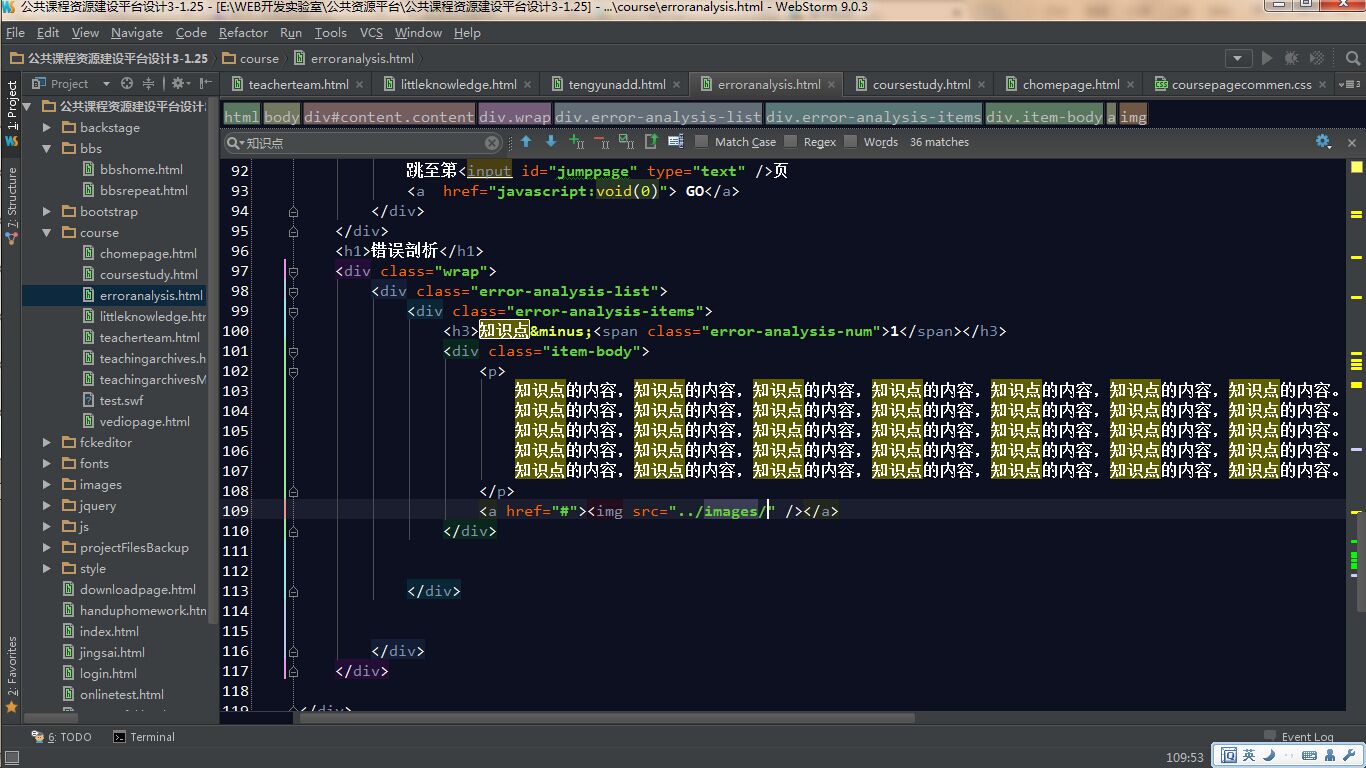 公共课程资源建设平台设计3-1.25 - [E:\WEB开发实验室\公共资源平台\公共课程资源建设平台设计3-1.25] - ...\course\erroranalysis.html - WebStorm 9.0.3
File Edit View Navigate Code Refactor Run Tools VCS Window Help
公共课程资源建设平台设计3-1.25 course erroranalysis.html
Project teacherteam.html littleknowledge.html tengyunadd.html erroranalysis.html coursestudy.html chomepage.html coursepagecommen.css
1: Project
7: Structure
2: Favorites
公共课程资源建设平台设计
backstage
bbs
bbshome.html
bbsrepeat.html
bootstrap
course
chomepage.html
coursestudy.html
erroranalysis.html
littleknowledge.htr
teacherteam.html
teachingarchives.h
teachingarchivesM
test.swf
vediopage.html
fckeditor
fonts
images
jquery
js
projectFilesBackup
style
downloadpage.html
handuphomework.htn
index.html
jingsai.html
login.html
onlinetest.html
html body div#content.content div.wrap div.error-analysis-list div.error-analysis-items div.item-body a img
知识点 Match Case Regex Words 36 matches
92 跳至第<input id="jumppage" type="text" />页
93 <a  href="javascript:void(0)"> GO</a>
94 </div>
95 </div>
96 <h1>错误剖析</h1>
97 <div class="wrap">
98 <div class="error-analysis-list">
99 <div class="error-analysis-items">
100 <h3>知识点&minus;<span class="error-analysis-num">1</span></h3>
101 <div class="item-body">
102 <p>
103 知识点的内容，知识点的内容，知识点的内容，知识点的内容，知识点的内容，知识点的内容，知识点的内容。
104 知识点的内容，知识点的内容，知识点的内容，知识点的内容，知识点的内容，知识点的内容，知识点的内容。
105 知识点的内容，知识点的内容，知识点的内容，知识点的内容，知识点的内容，知识点的内容，知识点的内容。
106 知识点的内容，知识点的内容，知识点的内容，知识点的内容，知识点的内容，知识点的内容，知识点的内容。
107 知识点的内容，知识点的内容，知识点的内容，知识点的内容，知识点的内容，知识点的内容，知识点的内容。
108 </p>
109 <a href="#"><img src="../images/" /></a>
110 </div>
111
112
113 </div>
114
115
116 </div>
117 </div>
118
119 </div>
6: TODO Terminal Event Log
109:53 英